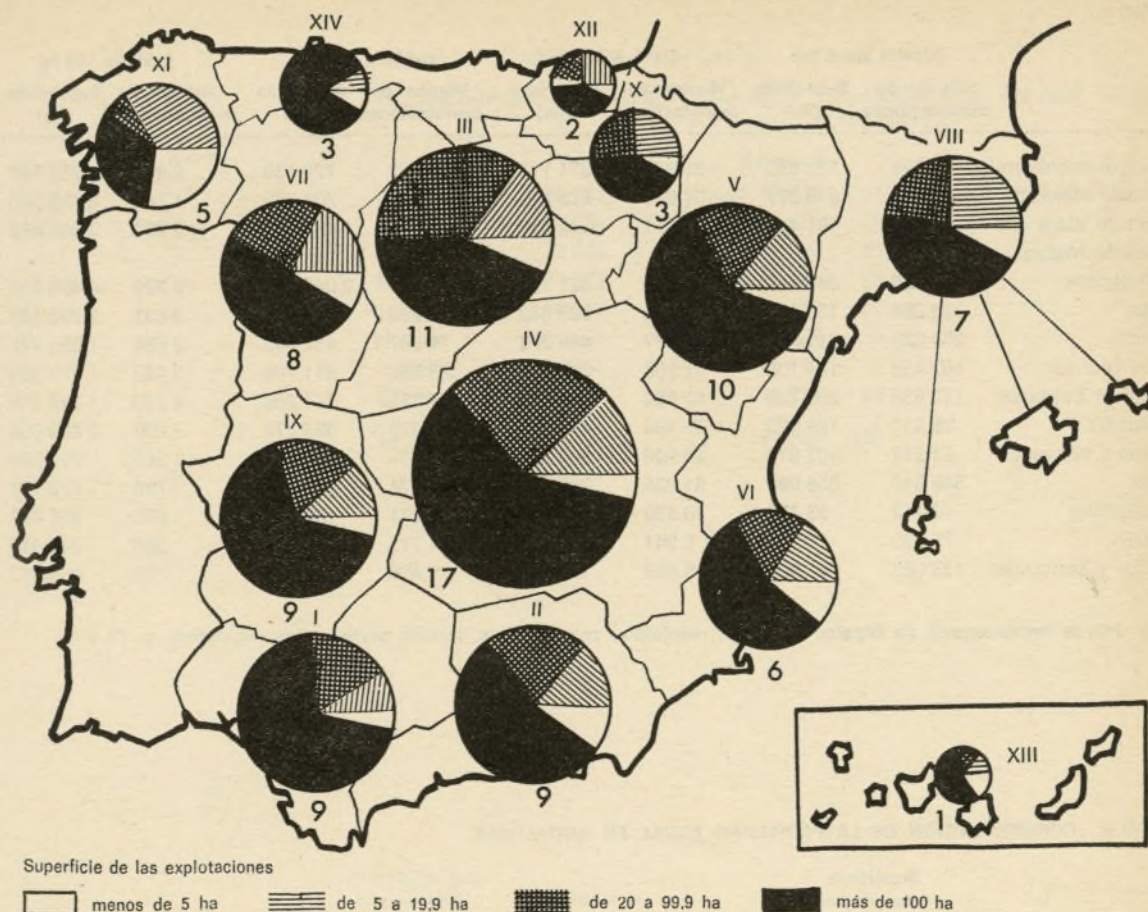 XIV
XII
XI
X
III
VIII
3
2
VII
V
5
3
7
11
8
IV
10
IX
VI
17
9
I
II
6
9
9
XIII
1
Superficie de las explotaciones
menos de 5 ha
de 5 a 19,9 ha
de 20 a 99,9 ha
más de 100 ha